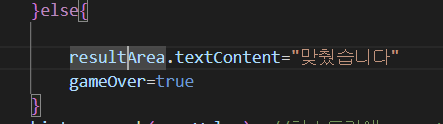 }else{
resultArea.textContent="맞췄습니다"
gameOver=true
}